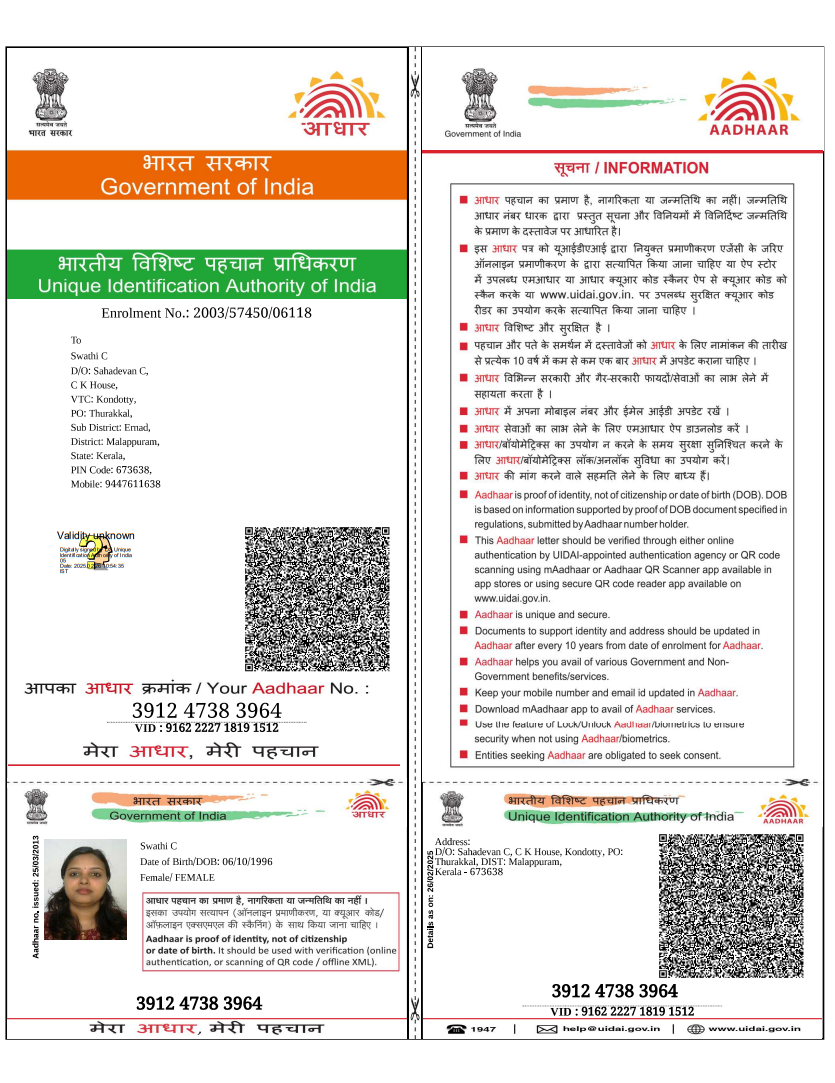 सत्यमेव जयते
भारत सरकार
आधार
भारत सरकार
Government of India
भारतीय विशिष्ट पहचान प्राधिकरण
Unique Identification Authority of India
Enrolment No.: 2003/57450/06118
To
Swathi C
D/O: Sahadevan C,
C K House,
VTC: Kondotty,
PO: Thurakkal,
Sub District: Ernad,
District: Malappuram,
State: Kerala,
PIN Code: 673638,
Mobile: 9447611638
Validity unknown
Digitally signed by Unique
Identification Authority of India
05
IST
आपका आधार क्रमांक / Your Aadhaar No. :
3912 4738 3964
VID : 9162 2227 1819 1512
मेरा आधार, मेरी पहचान
सत्यमेव जयते
Government of India
AADHAAR
सूचना / INFORMATION
आधार पहचान का प्रमाण है, नागरिकता या जन्मतिथि का नहीं। जन्मतिथि
आधार नंबर धारक द्वारा प्रस्तुत सूचना और विनियमों में विनिर्दिष्ट जन्मतिथि
के प्रमाण के दस्तावेज पर आधारित है।
इस आधार पत्र को यूआईडीएआई द्वारा नियुक्त प्रमाणीकरण एजेंसी के जरिए
ऑनलाइन प्रमाणीकरण के द्वारा सत्यापित किया जाना चाहिए या ऐप स्टोर
में उपलब्ध एमआधार या आधार क्यूआर कोड स्कैनर ऐप से क्यूआर कोड को
स्कैन करके या www.uidai.gov.in. पर उपलब्ध सुरक्षित क्यूआर कोड
रीडर का उपयोग करके सत्यापित किया जाना चाहिए ।
आधार विशिष्ट और सुरक्षित है ।
पहचान और पते के समर्थन में दस्तावेजों को आधार के लिए नामांकन की तारीख
से प्रत्येक 10 वर्ष में कम से कम एक बार आधार में अपडेट कराना चाहिए ।
आधार विभिन्न सरकारी और गैर-सरकारी फायदों/सेवाओं का लाभ लेने में
सहायता करता है ।
आधार में अपना मोबाइल नंबर और ईमेल आईडी अपडेट रखें ।
आधार सेवाओं का लाभ लेने के लिए एमआधार ऐप डाउनलोड करें ।
आधार/बॉयोमेट्रिक्स का उपयोग न करने के समय सुरक्षा सुनिश्चित करने के
लिए आधार/बॉयोमेट्रिक्स लॉक/अनलॉक सुविधा का उपयोग करें।
आधार की मांग करने वाले सहमति लेने के लिए बाध्य हैं।
Aadhaar is proof of identity, not of citizenship or date of birth (DOB). DOB
is based on information supported by proof of DOB document specified in
regulations, submitted by Aadhaar number holder.
This Aadhaar letter should be verified through either online
authentication by UIDAI-appointed authentication agency or QR code
scanning using mAadhaar or Aadhaar QR Scanner app available in
app stores or using secure QR code reader app available on
www.uidai.gov.in.
Aadhaar is unique and secure.
Documents to support identity and address should be updated in
Aadhaar after every 10 years from date of enrolment for Aadhaar.
Aadhaar helps you avail of various Government and Non-
Government benefits/services.
Keep your mobile number and email id updated in Aadhaar.
Download mAadhaar app to avail of Aadhaar services.
Use the feature of Lock/Unlock Aadhaar/biometrics to ensure
security when not using Aadhaar/biometrics.
Entities seeking Aadhaar are obligated to seek consent.
भारत सरकार
Government of India
आधार
Aadhaar no. issued: 25/03/2013
Swathi C
Date of Birth/DOB: 06/10/1996
Female/ FEMALE
आधार पहचान का प्रमाण है, नागरिकता या जन्मतिथि का नहीं ।
इसका उपयोग सत्यापन (ऑनलाइन प्रमाणीकरण, या क्यूआर कोड/
ऑफ़लाइन एक्सएमएल की स्कैनिंग) के साथ किया जाना चाहिए ।
Aadhaar is proof of identity, not of citizenship
or date of birth. It should be used with verification (online
authentication, or scanning of QR code / offline XML).
3912 4738 3964
मेरा आधार, मेरी पहचान
भारतीय विशिष्ट पहचान प्राधिकरण
Unique Identification Authority of India
AADHAAR
Details as on: 26/02/2025
Address:
D/O: Sahadevan C, C K House, Kondotty, PO:
Thurakkal, DIST: Malappuram,
Kerala - 673638
3912 4738 3964
VID : 9162 2227 1819 1512
1947 | help@uidai.gov.in | www.uidai.gov.in